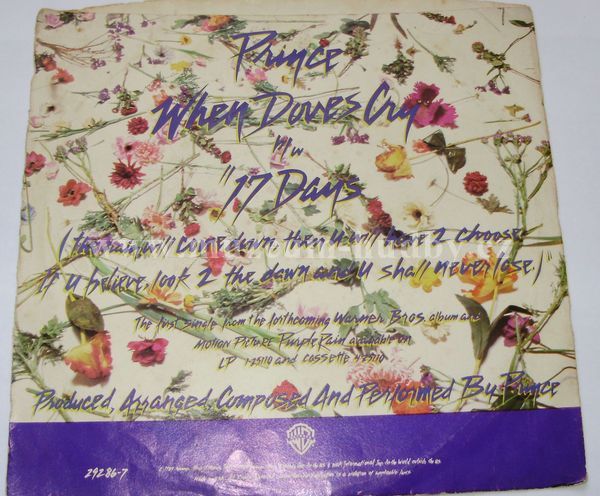 Prince
When Doves Cry
b/w
"17 Days
(the rain will come down, then U will have 2 choose.
If U believe, look 2 the dawn and U shall never lose.)
The first single from the forthcoming Warner Bros. album and
Motion Picture Purple Rain available on
LP 1-25110 and Cassette 4-25110
Produced, Arranged, Composed And Performed By Prince
29286-7